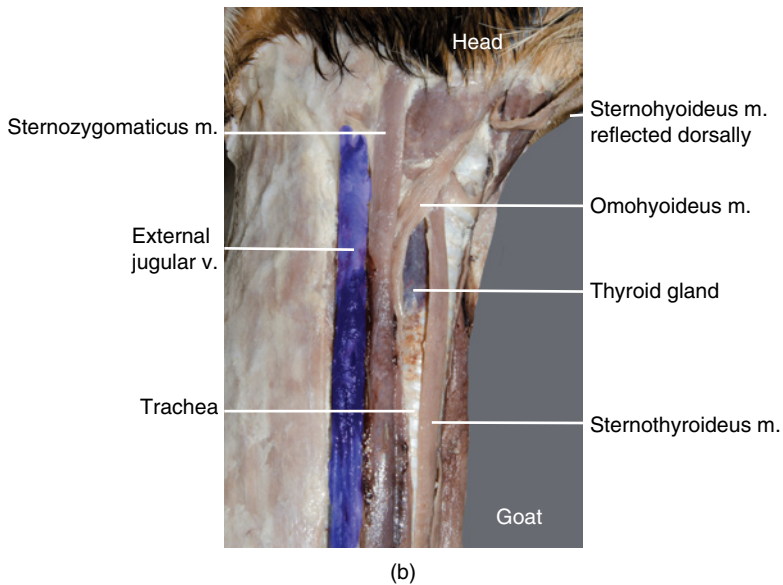 Head
Sternozygomaticus m.
Sternohyoideus m.
reflected dorsally
Omohyoideus m.
External
jugular v.
Thyroid gland
Trachea
Sternothyroideus m.
Goat
(b)